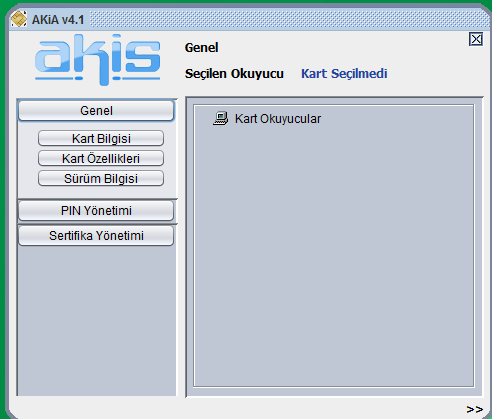 AKiA v4.1
akis
Genel
Seçilen Okuyucu Kart Seçilmedi
Genel
Kart Bilgisi
Kart Özellikleri
Sürüm Bilgisi
PIN Yönetimi
Sertifika Yönetimi
Kart Okuyucular
>>